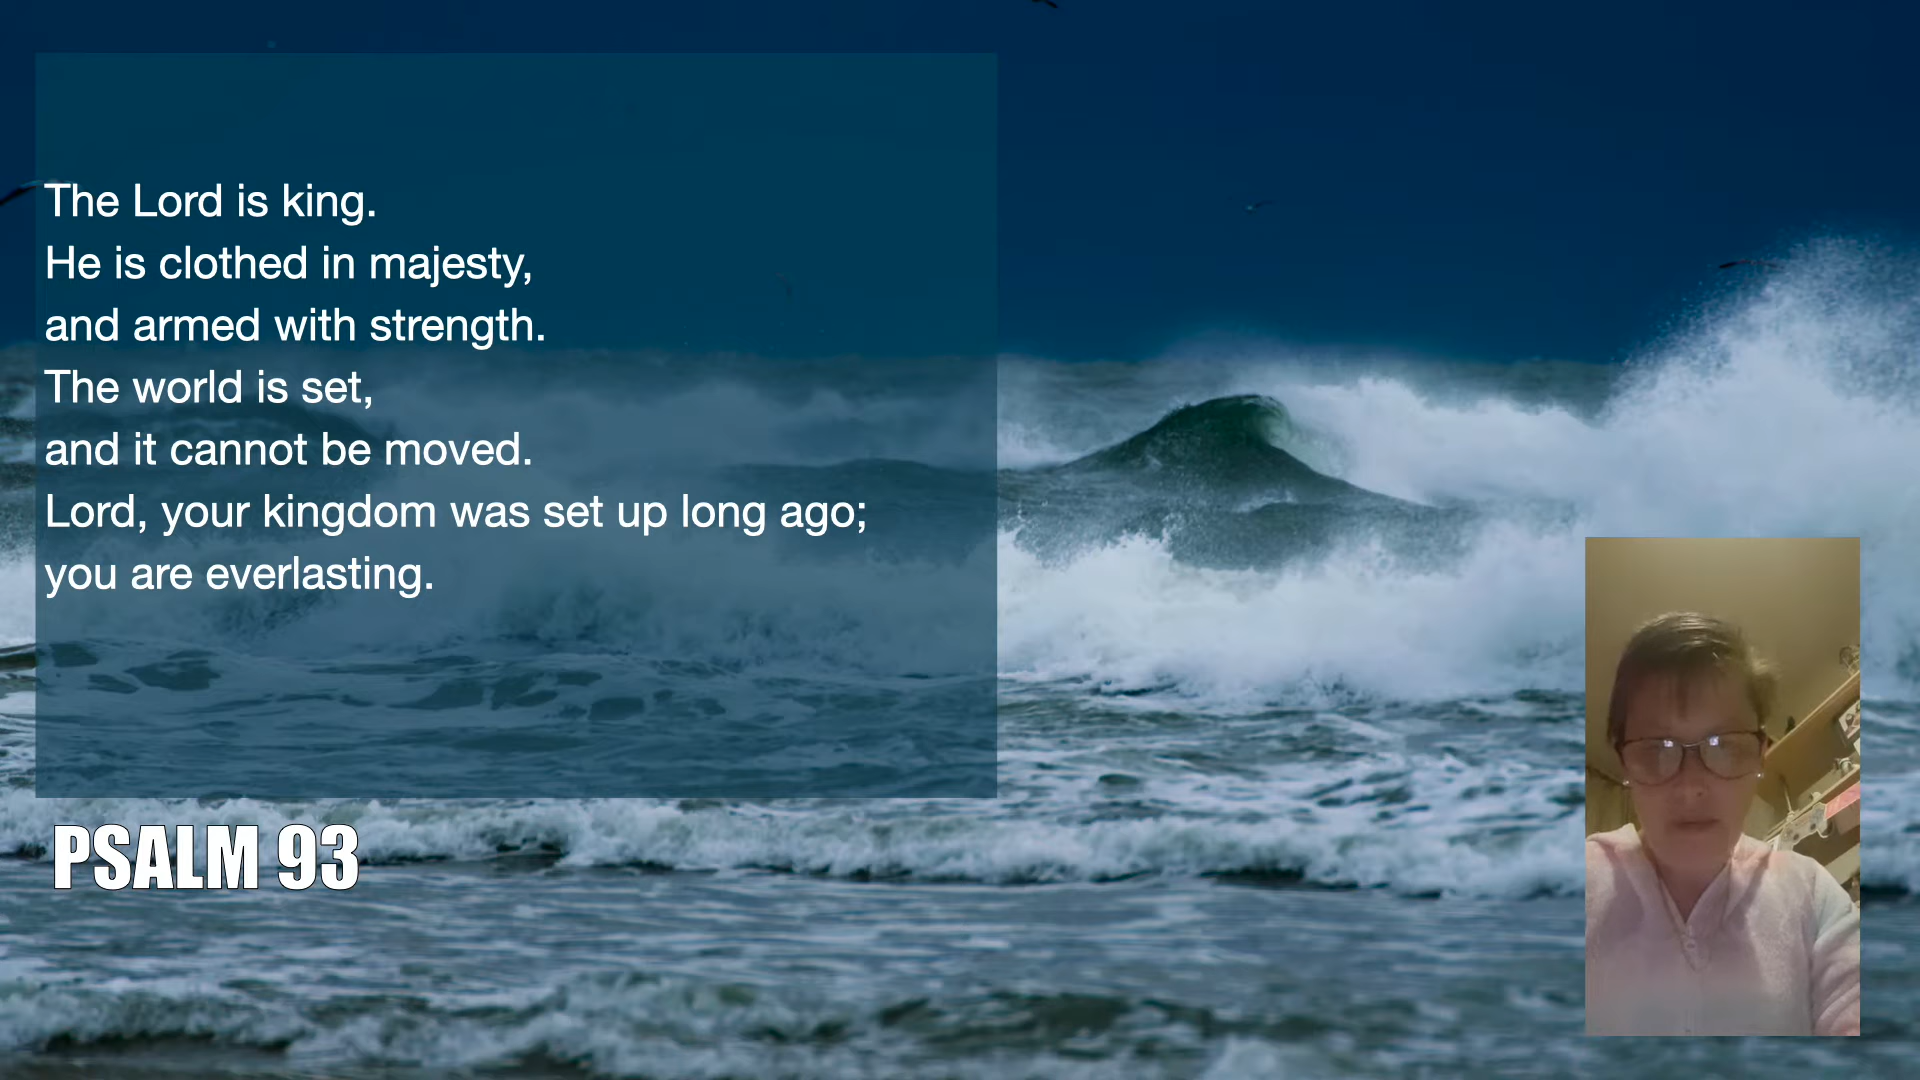 The Lord is king.
He is clothed in majesty,
and armed with strength.
The world is set,
and it cannot be moved.
Lord, your kingdom was set up long ago;
you are everlasting.
PSALM 93